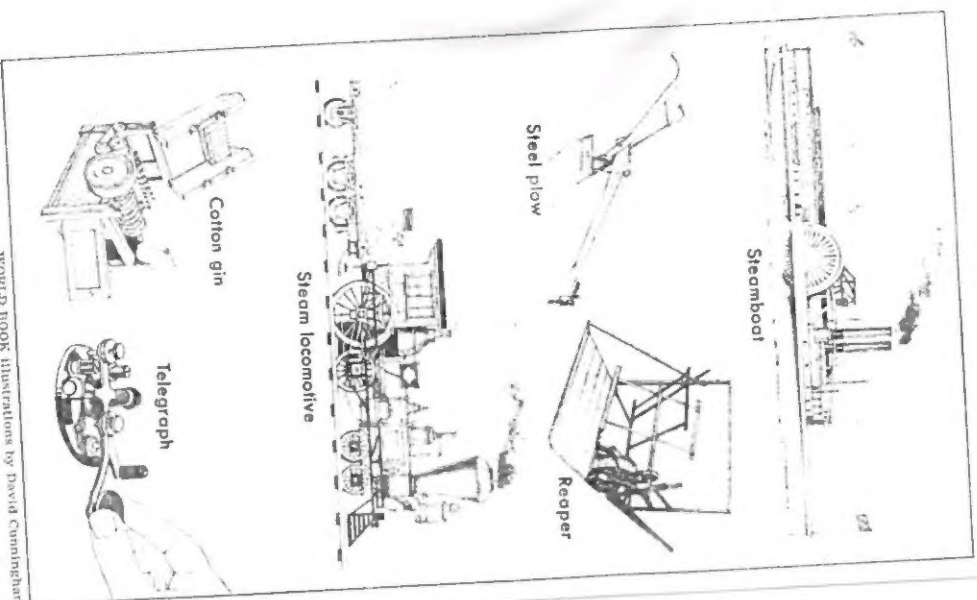 Steamboat
Steel plow
Reaper
Steam locomotive
Cotton gin
Telegraph
WORLD BOOK illustrations by David Cunningham